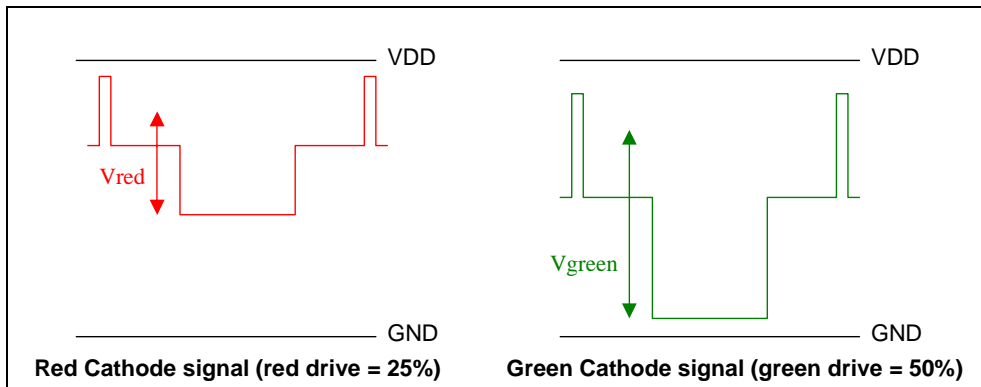 VDD
Vred
GND
Red Cathode signal (red drive = 25%)
VDD
Vgreen
GND
Green Cathode signal (green drive = 50%)